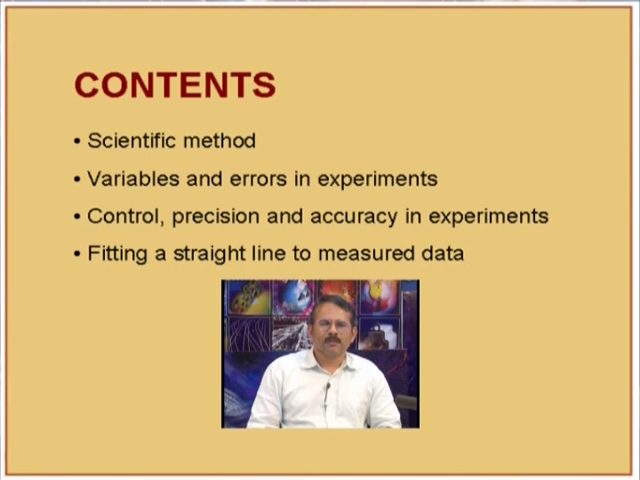 CONTENTS
• Scientific method
• Variables and errors in experiments
• Control, precision and accuracy in experiments
• Fitting a straight line to measured data